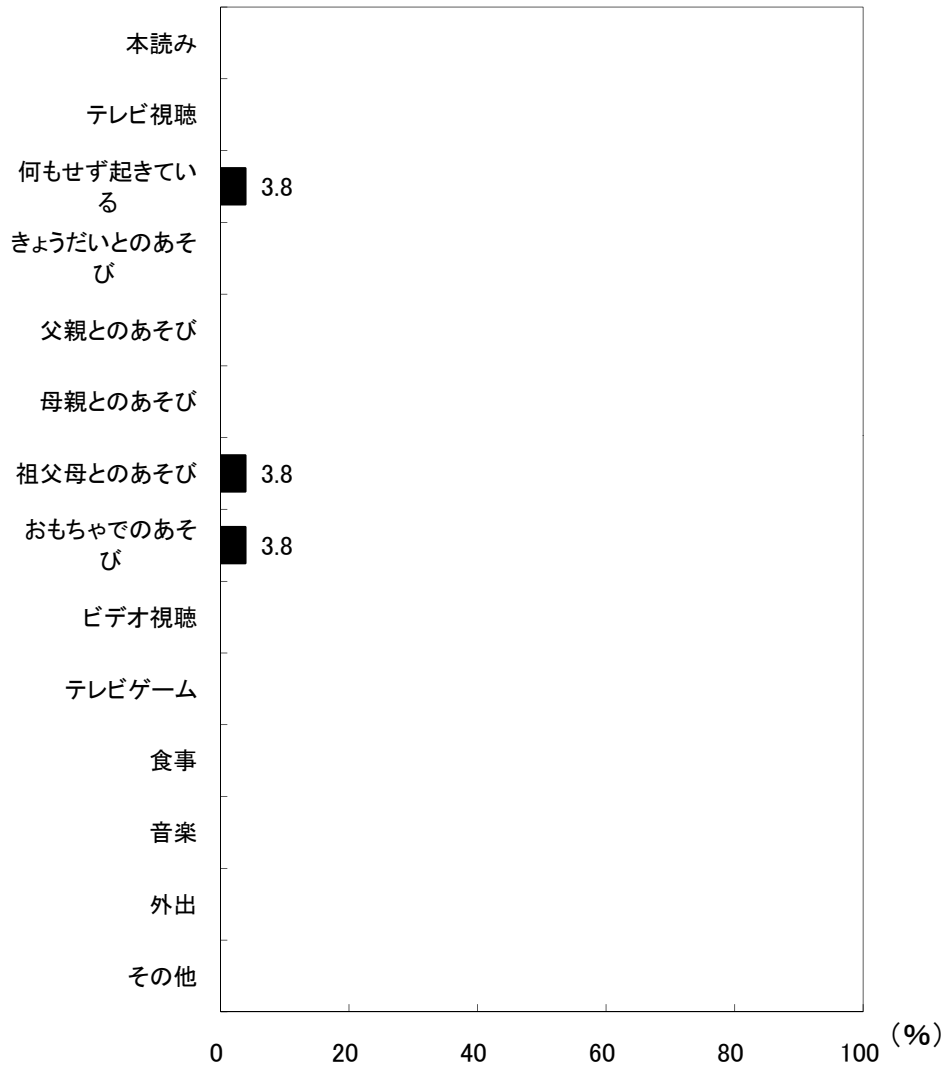 本読み
テレビ視聴
何もせず起きてい
る
3.8
きょうだいとのあそ
び
父親とのあそび
母親とのあそび
祖父母とのあそび
3.8
おもちゃでのあそ
び
3.8
ビデオ視聴
テレビゲーム
食事
音楽
外出
その他
0 20 40 60 80 100 (%)